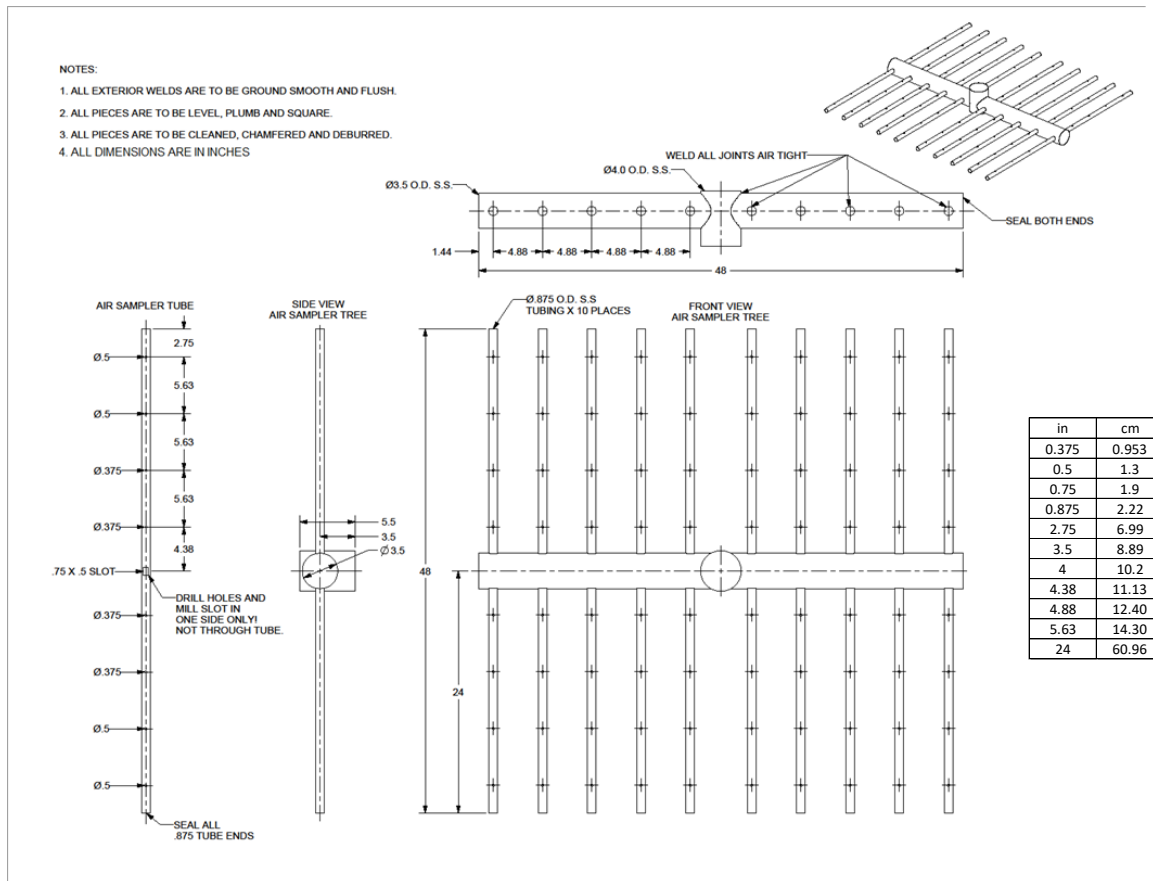 NOTES:
1. ALL EXTERIOR WELDS ARE TO BE GROUND SMOOTH AND FLUSH.
2. ALL PIECES ARE TO BE LEVEL, PLUMB AND SQUARE.
3. ALL PIECES ARE TO BE CLEANED, CHAMFERED AND DEBURRED.
4. ALL DIMENSIONS ARE IN INCHES
WELD ALL JOINTS AIR TIGHT
Ø4.0 O.D. S.S.
Ø3.5 O.D. S.S.
SEAL BOTH ENDS
1.44
4.88
4.88
4.88
4.88
48
AIR SAMPLER TUBE
2.75
Ø.5
5.63
Ø.5
5.63
Ø.375
5.63
Ø.375
4.38
.75 X .5 SLOT
DRILL HOLES AND
MILL SLOT IN
ONE SIDE ONLY!
NOT THROUGH TUBE.
Ø.375
Ø.375
Ø.5
Ø.5
SEAL ALL
.875 TUBE ENDS
SIDE VIEW
AIR SAMPLER TREE
5.5
3.5
Ø3.5
Ø.875 O.D. S.S
TUBING X 10 PLACES
FRONT VIEW
AIR SAMPLER TREE
48
24
in cm
0.375 0.953
0.5 1.3
0.75 1.9
0.875 2.22
2.75 6.99
3.5 8.89
4 10.2
4.38 11.13
4.88 12.40
5.63 14.30
24 60.96